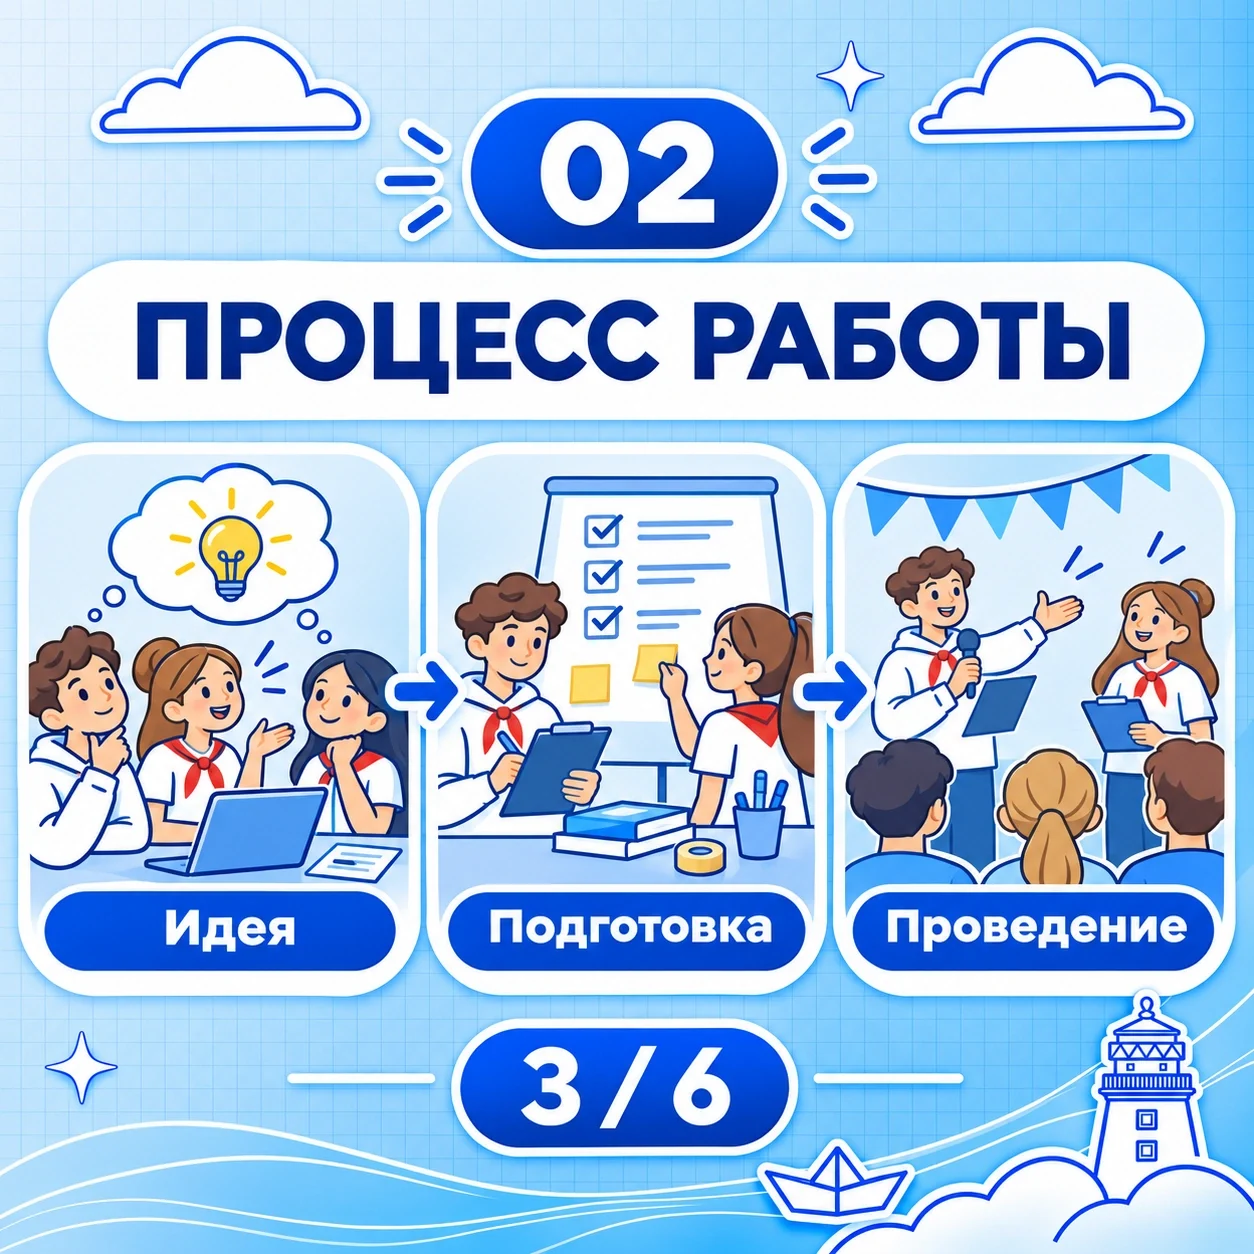 02
ПРОЦЕСС РАБОТЫ
Идея
Подготовка
Проведение
3 / 6